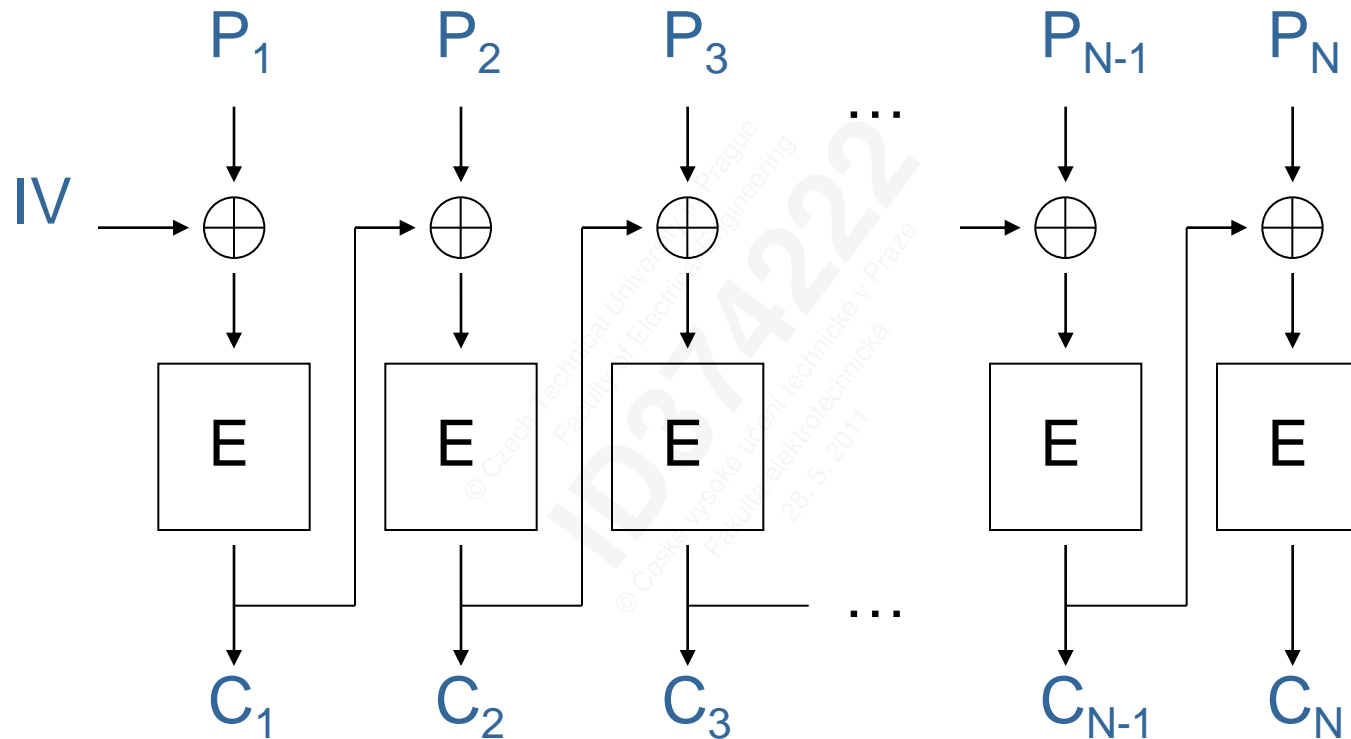 P1 P2 P3 PN-1 PN
...
IV
E E E E E
...
C1 C2 C3 CN-1 CN
© Czech Technical University in Prague
Faculty of Electrical Engineering
ID374222
© České vysoké učení technické v Praze
Fakulta elektrotechnická
28. 5. 2011